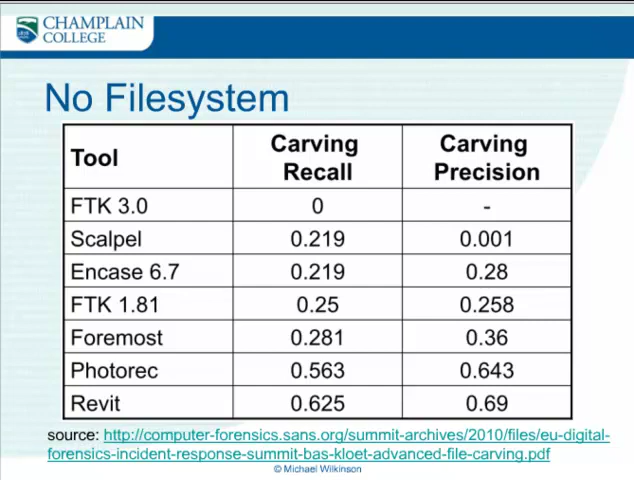 CHAMPLAIN
COLLEGE
No Filesystem
Tool Carving Recall Carving Precision
FTK 3.0 0 -
Scalpel 0.219 0.001
Encase 6.7 0.219 0.28
FTK 1.81 0.25 0.258
Foremost 0.281 0.36
Photorec 0.563 0.643
Revit 0.625 0.69
source: http://computer-forensics.sans.org/summit-archives/2010/files/eu-digital-
forensics-incident-response-summit-bas-kloet-advanced-file-carving.pdf
© Michael Wilkinson